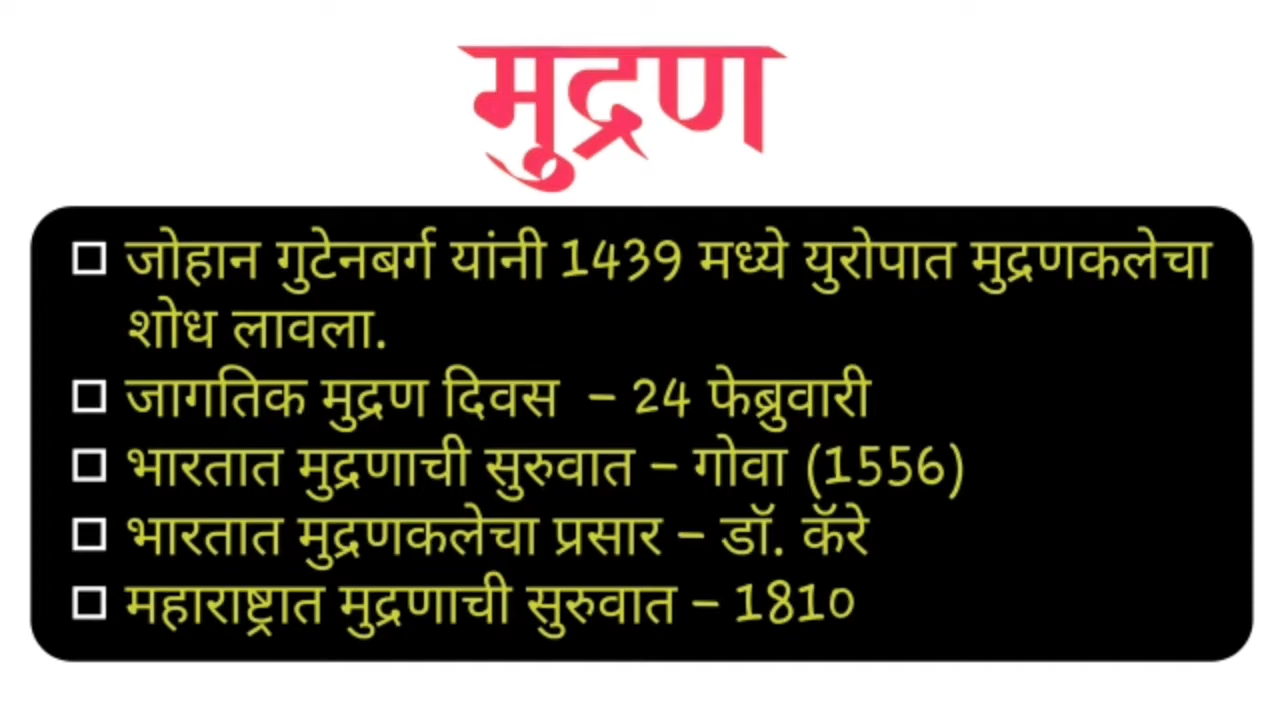 मुद्रण
जोहान गुटेनबर्ग यांनी 1439 मध्ये युरोपात मुद्रणकलेचा
शोध लावला.
जागतिक मुद्रण दिवस – 24 फेब्रुवारी
भारतात मुद्रणाची सुरुवात – गोवा (1556)
भारतात मुद्रणकलेचा प्रसार – डॉ. कॅरे
महाराष्ट्रात मुद्रणाची सुरुवात – 1810